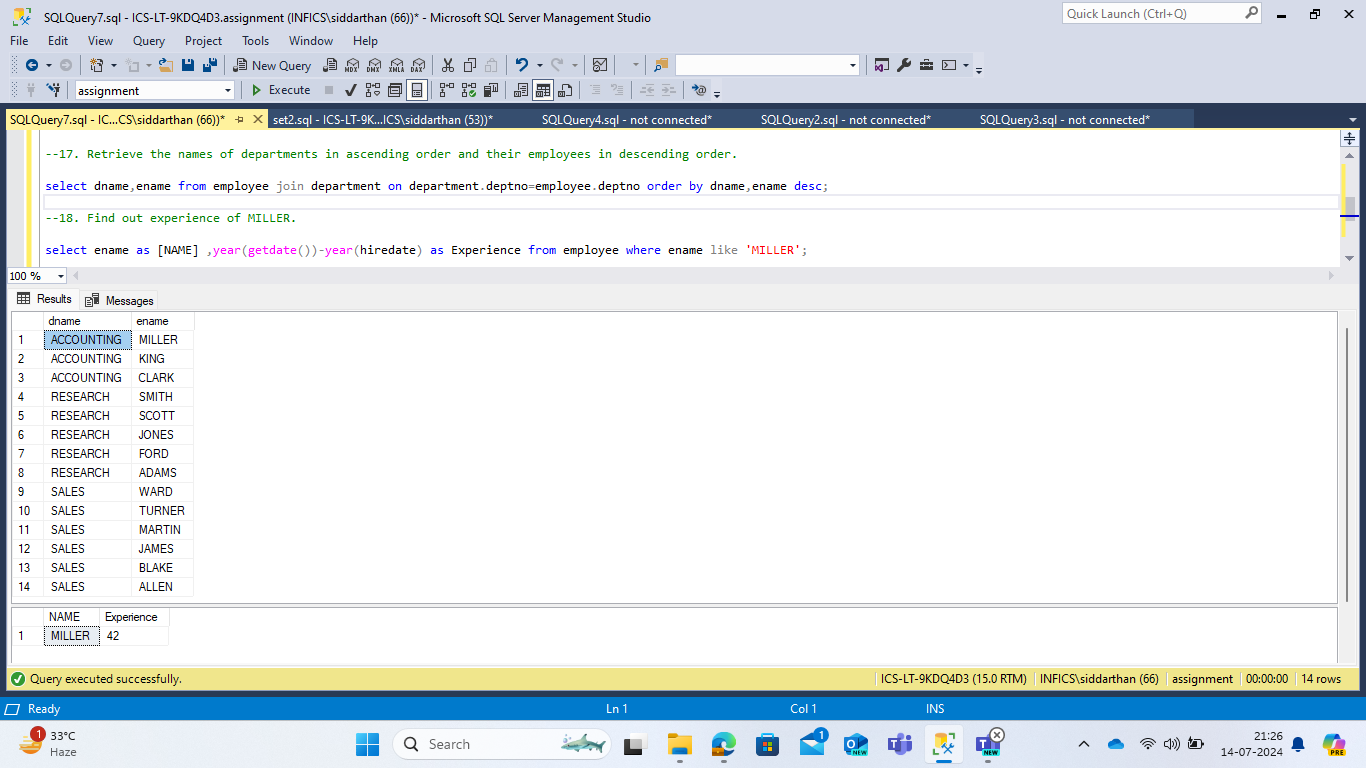 SQLQuery7.sql - ICS-LT-9KDQ4D3.assignment (INFICS\siddarthan (66))* - Microsoft SQL Server Management Studio
Quick Launch (Ctrl+Q)
File Edit View Query Project Tools Window Help
New Query MDX DMX XMLA DAX
assignment Execute
SQLQuery7.sql - IC...CS\siddarthan (66))* set2.sql - ICS-LT-9K...ICS\siddarthan (53))* SQLQuery4.sql - not connected* SQLQuery2.sql - not connected* SQLQuery3.sql - not connected*
--17. Retrieve the names of departments in ascending order and their employees in descending order.
select dname,ename from employee join department on department.deptno=employee.deptno order by dname,ename desc;
--18. Find out experience of MILLER.
select ename as [NAME] ,year(getdate())-year(hiredate) as Experience from employee where ename like 'MILLER';
100 %
Results Messages
dname ename
1 ACCOUNTING MILLER
2 ACCOUNTING KING
3 ACCOUNTING CLARK
4 RESEARCH SMITH
5 RESEARCH SCOTT
6 RESEARCH JONES
7 RESEARCH FORD
8 RESEARCH ADAMS
9 SALES WARD
10 SALES TURNER
11 SALES MARTIN
12 SALES JAMES
13 SALES BLAKE
14 SALES ALLEN
NAME Experience
1 MILLER 42
Query executed successfully. ICS-LT-9KDQ4D3 (15.0 RTM) INFICS\siddarthan (66) assignment 00:00:00 14 rows
Ready Ln 1 Col 1 INS
1 33°C
Haze
Search 1 NEW NEW
21:26
14-07-2024
PRE